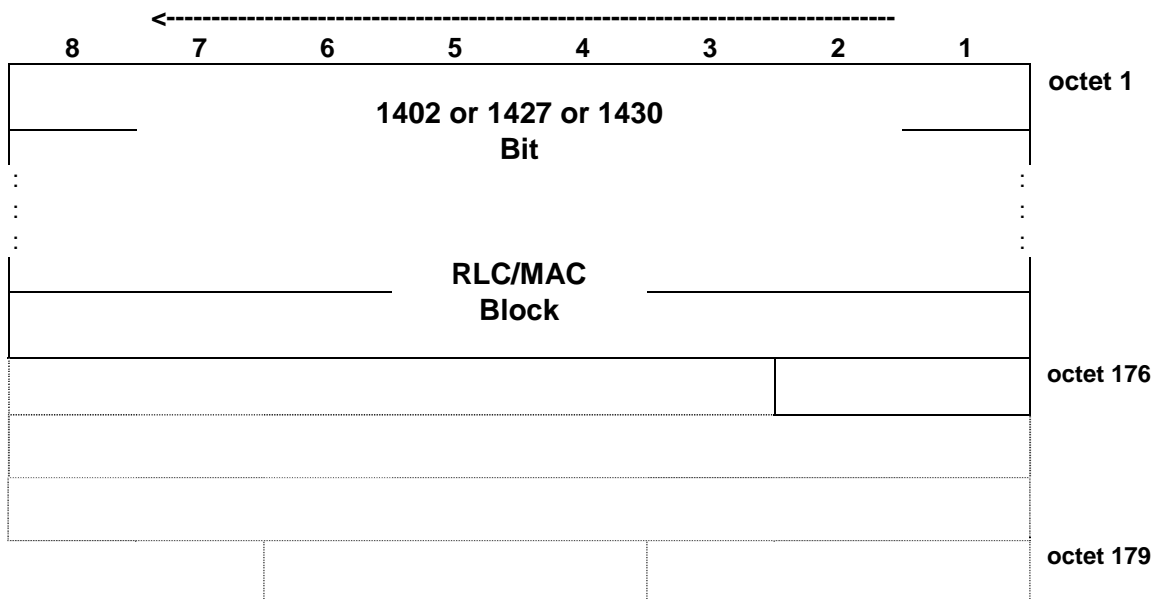 <--------------------------------------------------------------------------------
8 7 6 5 4 3 2 1
octet 1
1402 or 1427 or 1430
Bit
: :
: :
: :
RLC/MAC
Block
octet 176
octet 179